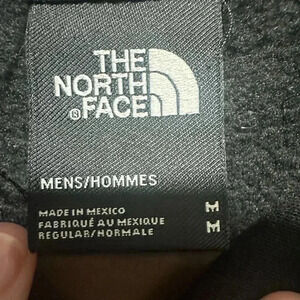 THE
NORTH
FACE®
MENS/HOMMES
MADE IN MEXICO M
FABRIQUÉ AU MEXIQUE
REGULAR/NORMALE M